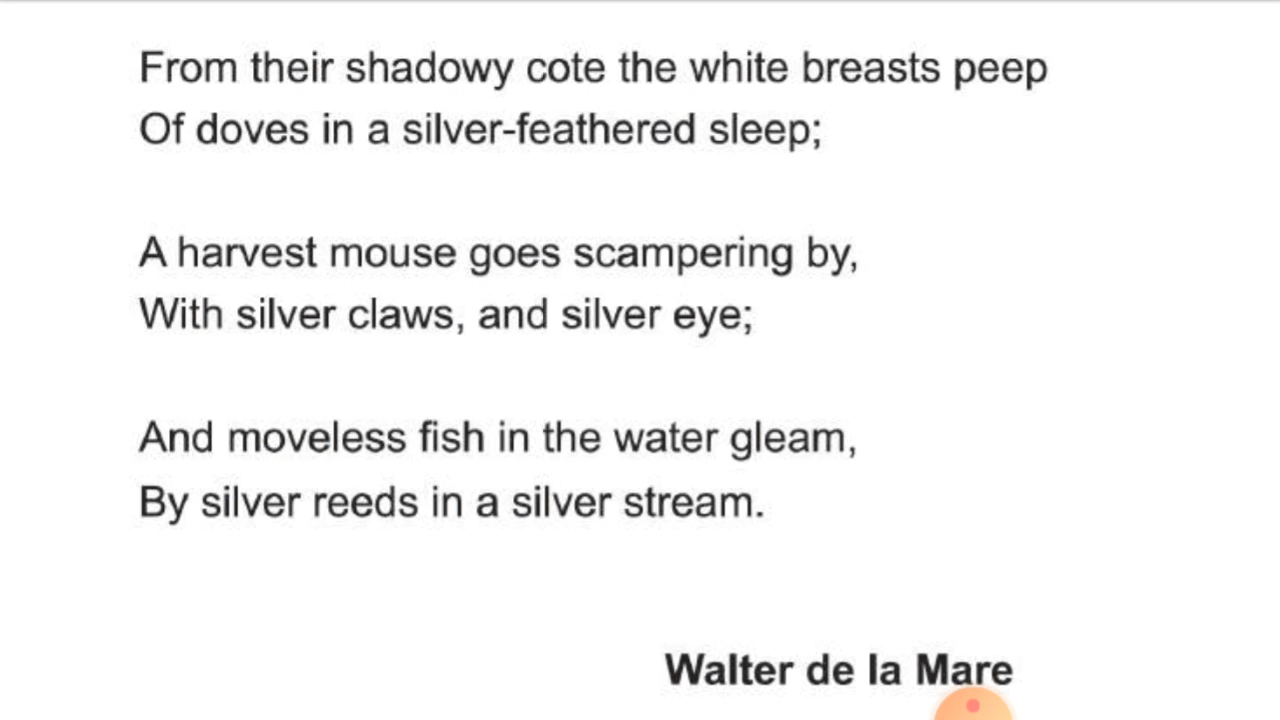 From their shadowy cote the white breasts peep
Of doves in a silver-feathered sleep;
A harvest mouse goes scampering by,
With silver claws, and silver eye;
And moveless fish in the water gleam,
By silver reeds in a silver stream.
Walter de la Mare